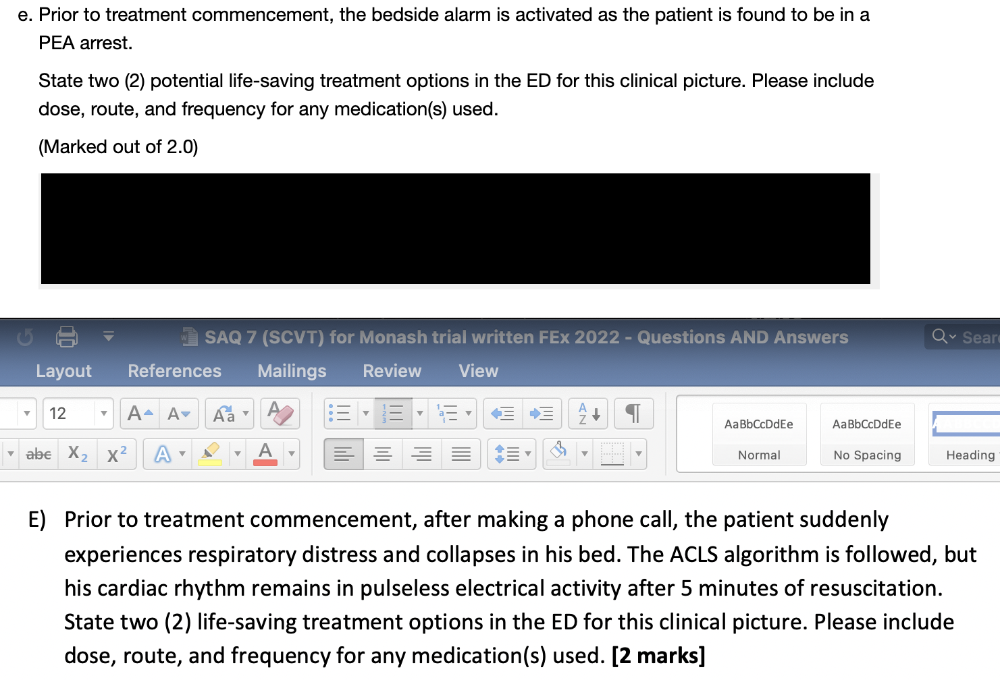 e. Prior to treatment commencement, the bedside alarm is activated as the patient is found to be in a
PEA arrest.
State two (2) potential life-saving treatment options in the ED for this clinical picture. Please include
dose, route, and frequency for any medication(s) used.
(Marked out of 2.0)
SAQ 7 (SCVT) for Monash trial written FEx 2022 - Questions AND Answers
Layout References Mailings Review View
12 A A Aa A
AaBbCcDdEe AaBbCcDdEe
abc X2 X2 A A Normal No Spacing Heading
E) Prior to treatment commencement, after making a phone call, the patient suddenly
experiences respiratory distress and collapses in his bed. The ACLS algorithm is followed, but
his cardiac rhythm remains in pulseless electrical activity after 5 minutes of resuscitation.
State two (2) life-saving treatment options in the ED for this clinical picture. Please include
dose, route, and frequency for any medication(s) used. [2 marks]